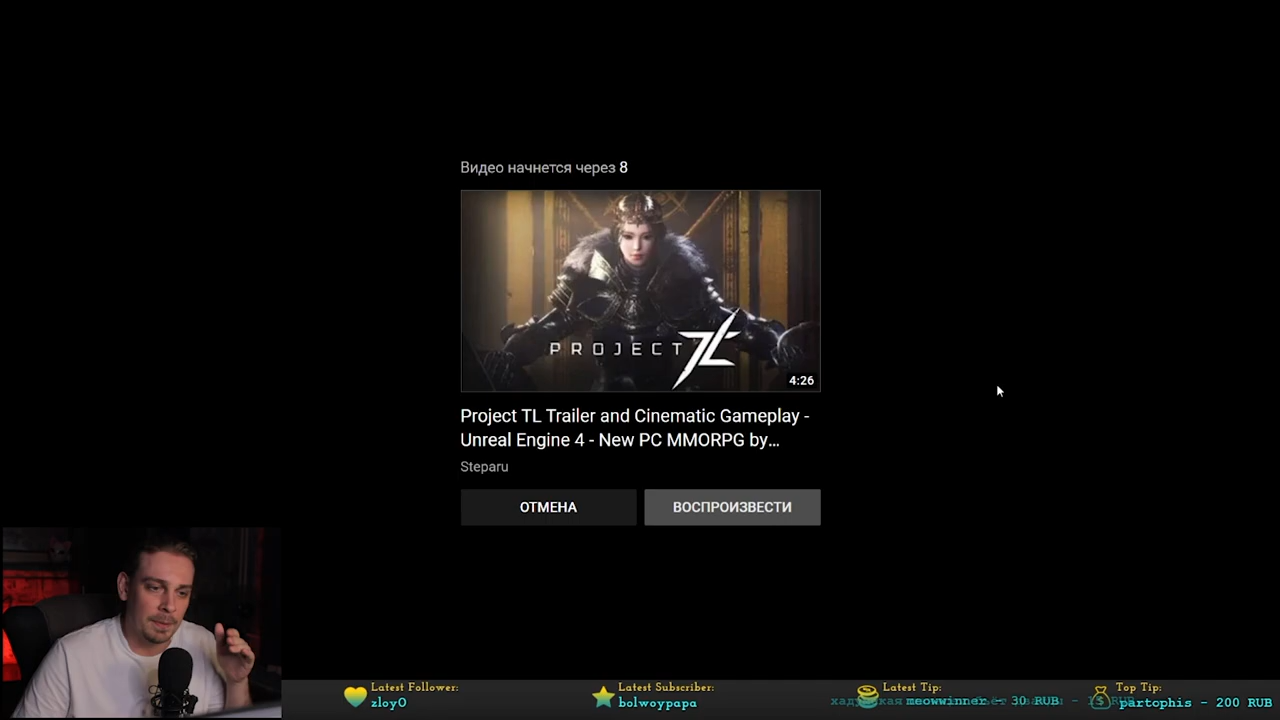 Видео начнется через 8
PROJECT TL
4:26
Project TL Trailer and Cinematic Gameplay -
Unreal Engine 4 - New PC MMORPG by...
Steparu
ОТМЕНА
ВОСПРОИЗВЕСТИ
Latest Follower:
zloy0
Latest Subscriber:
bolwoypapa
Latest Tip:
meowwinner - 30 RUB
Top Tip:
partophis - 200 RUB